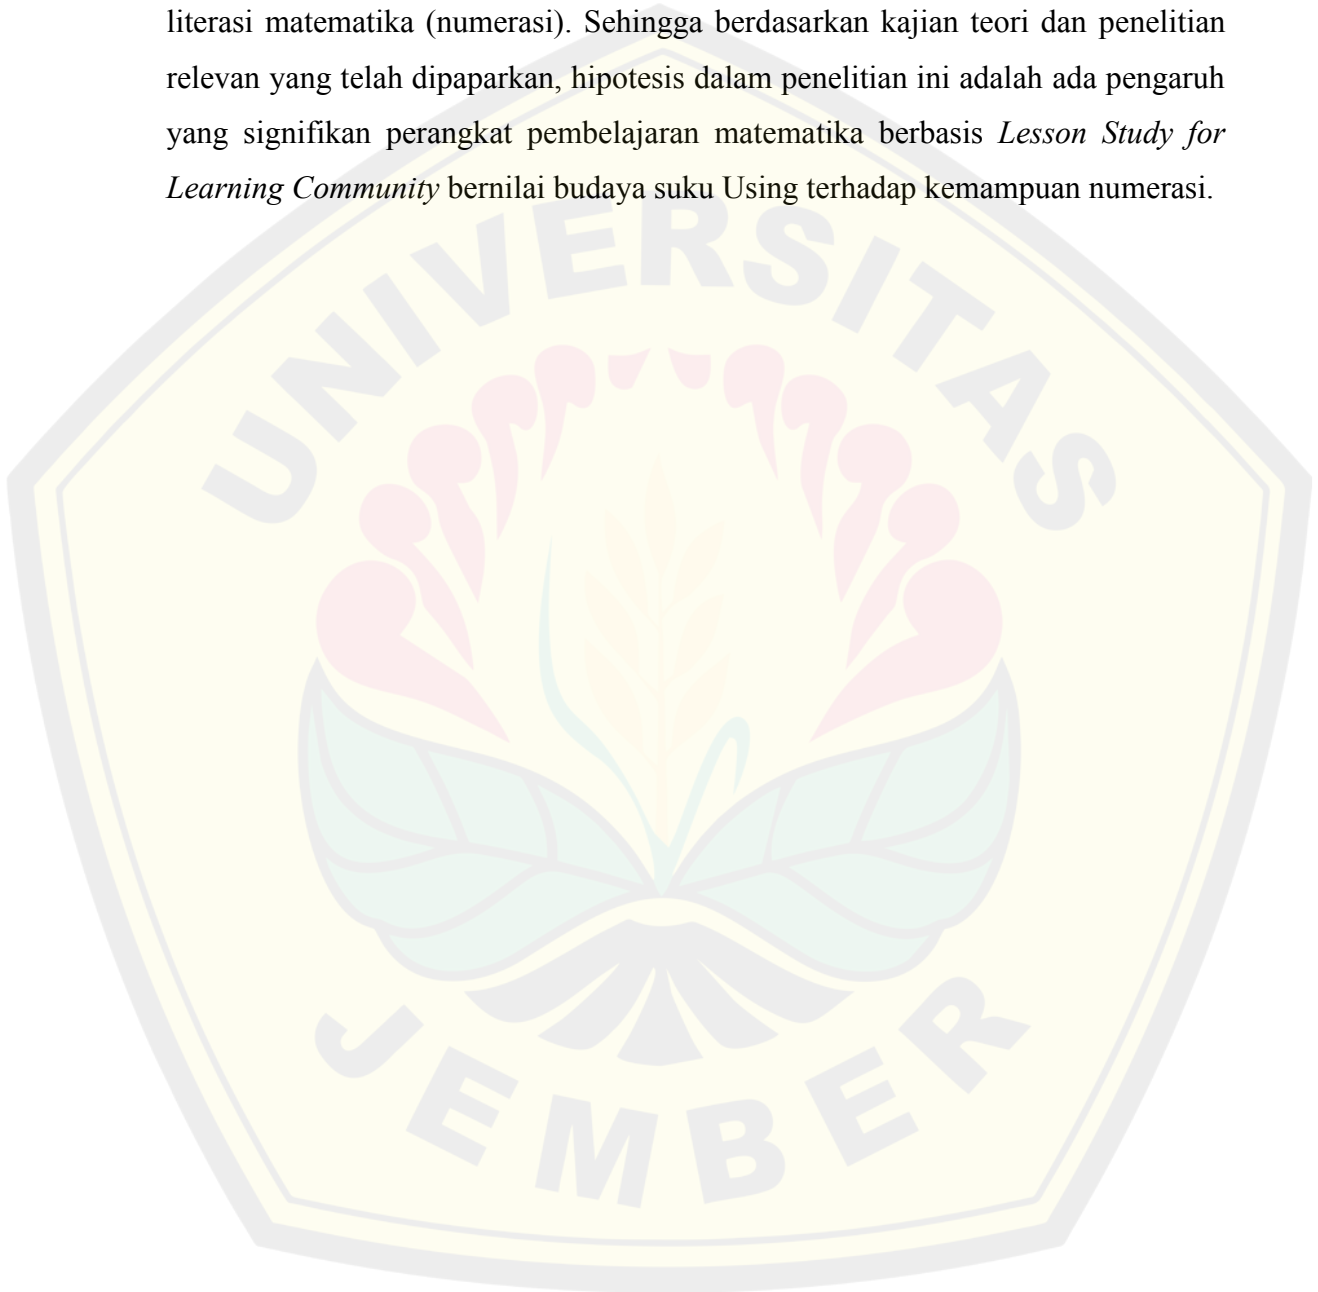 literasi matematika (numerasi). Sehingga berdasarkan kajian teori dan penelitian
relevan yang telah dipaparkan, hipotesis dalam penelitian ini adalah ada pengaruh
yang signifikan perangkat pembelajaran matematika berbasis Lesson Study for
Learning Community bernilai budaya suku Using terhadap kemampuan numerasi.
UNIVERSITAS
JEMBER